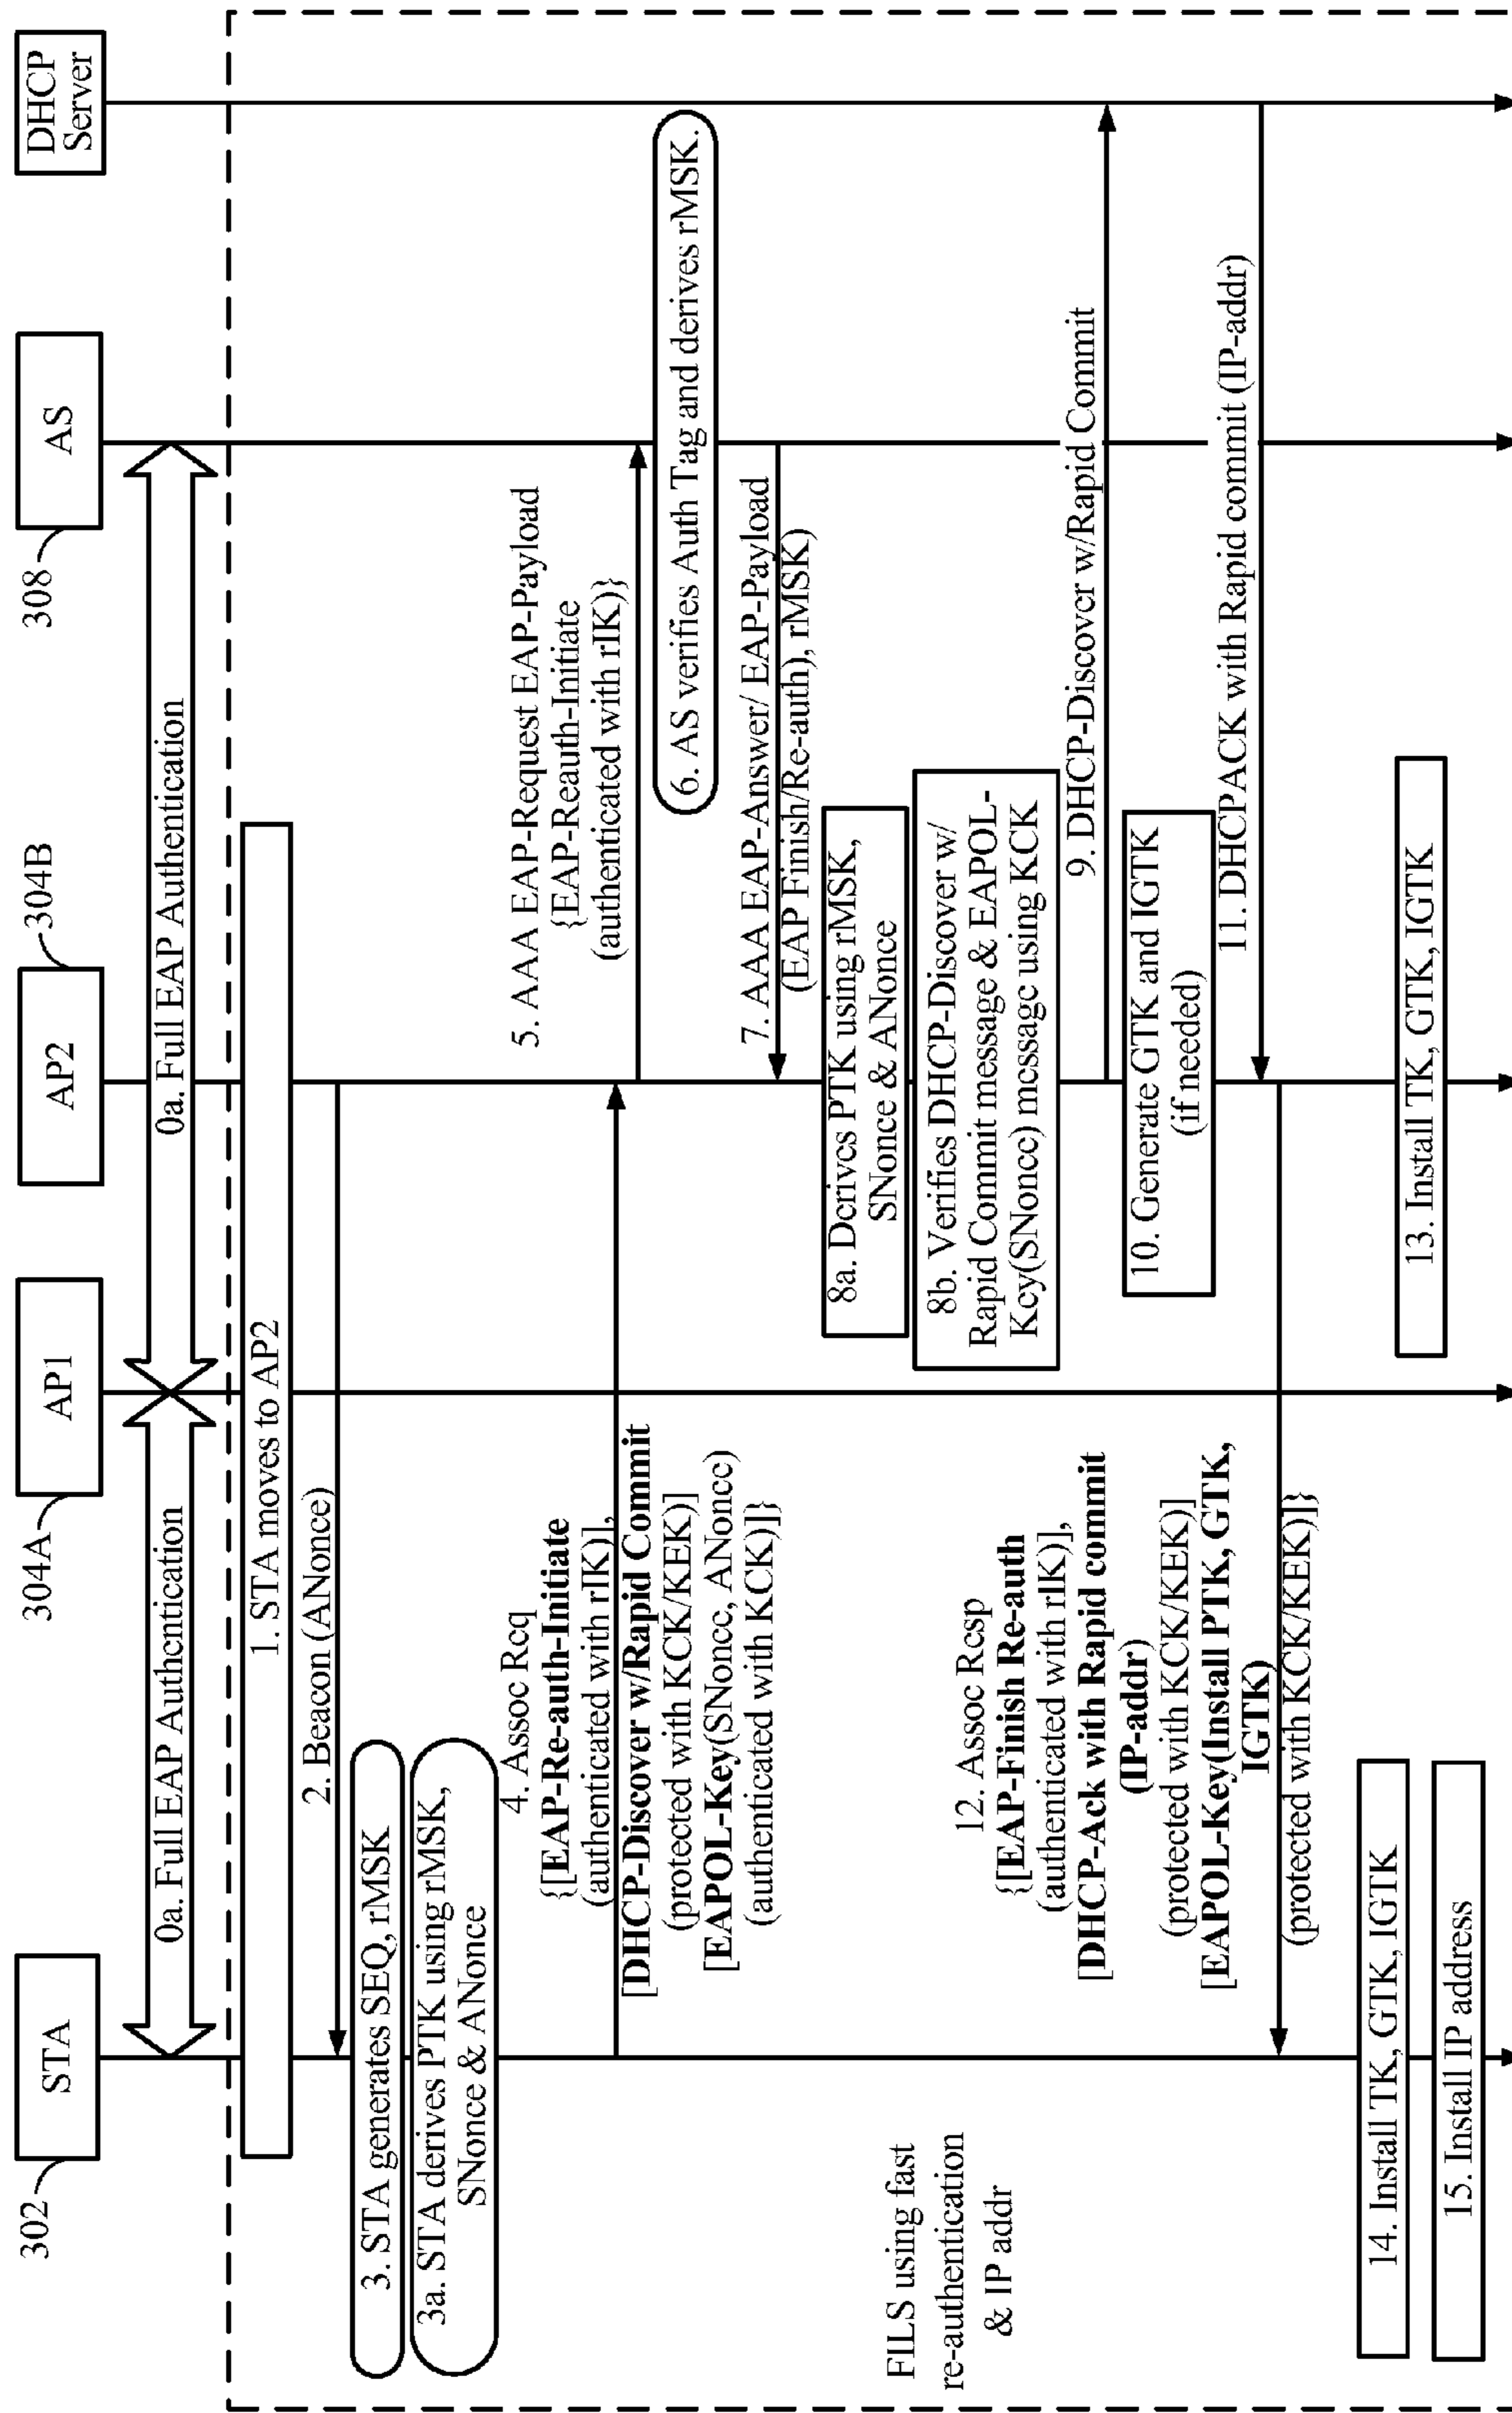 302
STA
304A
AP1
AP2
304B
308
AS
DHCP
Server
0a. Full EAP Authentication
0a. Full EAP Authentication
1. STA moves to AP2
2. Beacon (ANonce)
3. STA generates SEQ, rMSK
3a. STA derives PTK using rMSK,
SNonce & ANonce
4. Assoc Req
{[EAP-Re-auth-Initiate
(authenticated with rIK)],
[DHCP-Discover w/Rapid Commit
(protected with KCK/KEK)]
[EAPOL-Key(SNonce, ANonce)
(authenticated with KCK)]}
5. AAA EAP-Request EAP-Payload
{EAP-Reauth-Initiate
(authenticated with rIK)}
6. AS verifies Auth Tag and derives rMSK.
7. AAA EAP-Answer/ EAP-Payload
(EAP Finish/Re-auth), rMSK)
8a. Derives PTK using rMSK,
SNonce & ANonce
8b. Verifies DHCP-Discover w/
Rapid Commit message & EAPOL-
Key(SNonce) message using KCK
9. DHCP-Discover w/Rapid Commit
10. Generate GTK and IGTK
(if needed)
11. DHCPACK with Rapid commit (IP-addr)
12. Assoc Resp
{[EAP-Finish Re-auth
(authenticated with rIK)],
[DHCP-Ack with Rapid commit
(IP-addr)
(protected with KCK/KEK)]
[EAPOL-Key(Install PTK, GTK,
IGTK)
(protected with KCK/KEK)]}
13. Install TK, GTK, IGTK
FILS using fast
re-authentication
& IP addr
14. Install TK, GTK, IGTK
15. Install IP address